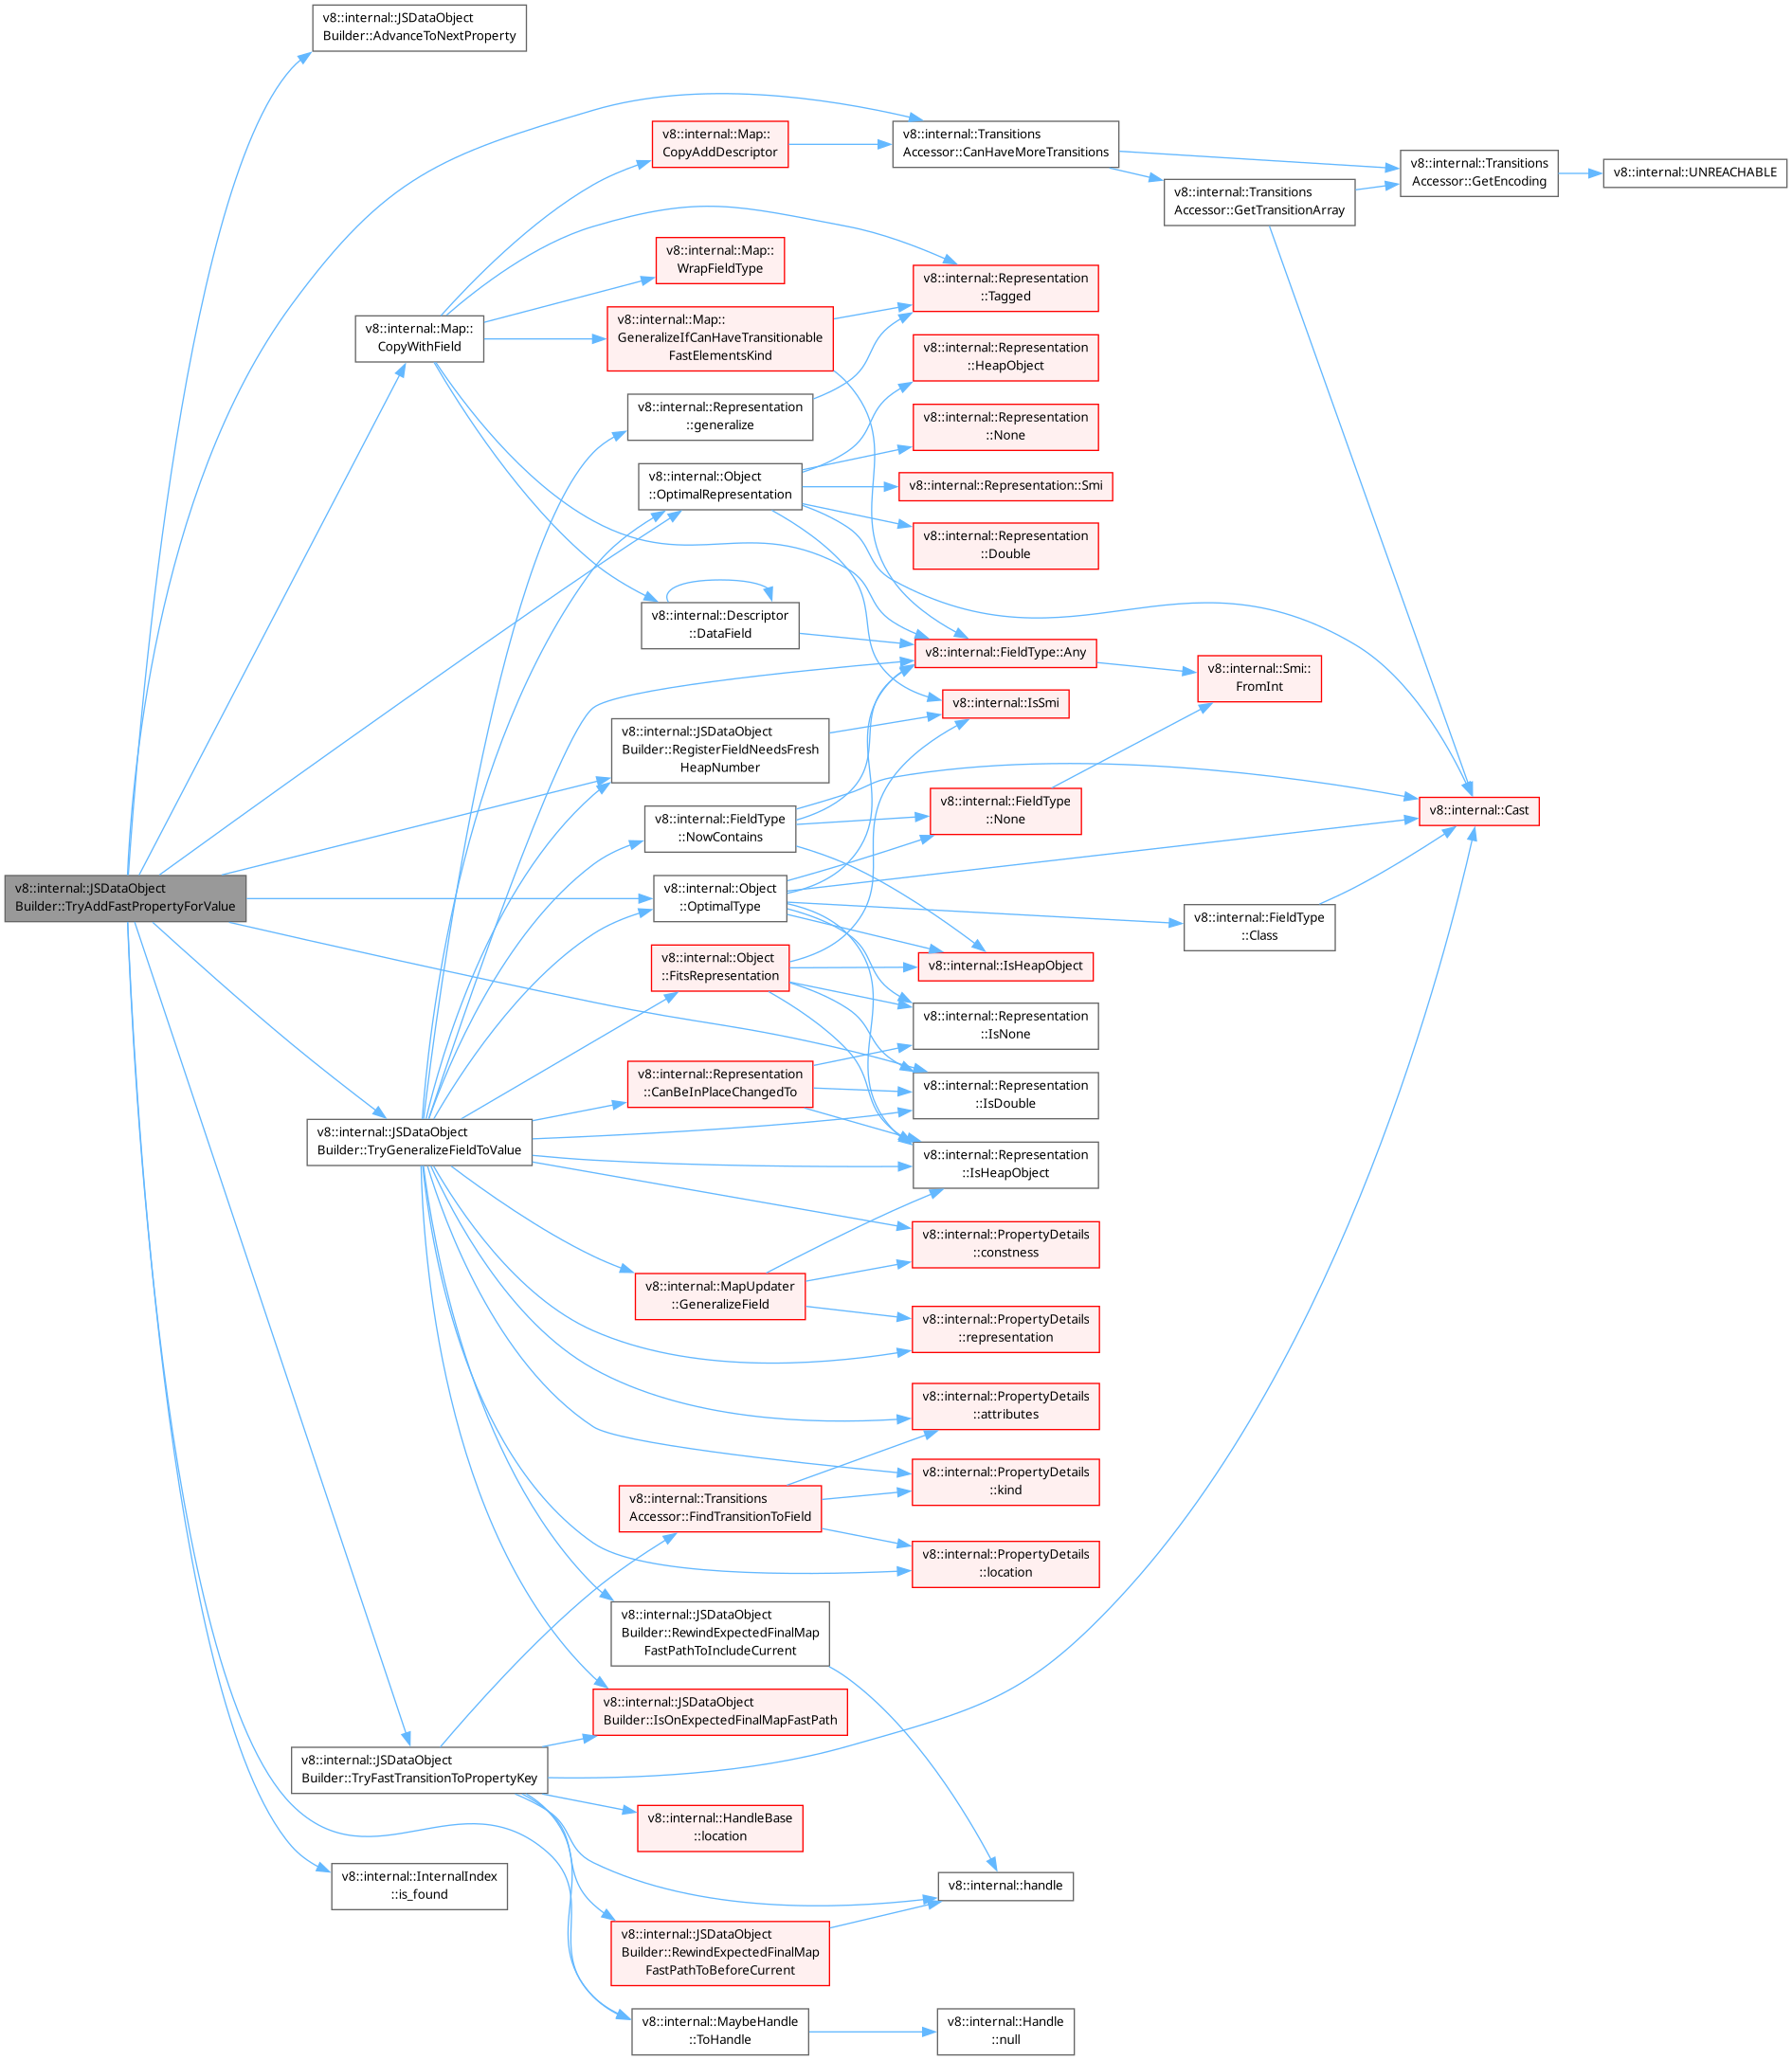 v8::internal::JSDataObject
Builder::AdvanceToNextProperty
v8::internal::Map::
CopyAddDescriptor
v8::internal::Transitions
Accessor::CanHaveMoreTransitions
v8::internal::Transitions
Accessor::GetEncoding
v8::internal::UNREACHABLE
v8::internal::Transitions
Accessor::GetTransitionArray
v8::internal::Map::
WrapFieldType
v8::internal::Representation
::Tagged
v8::internal::Map::
CopyWithField
v8::internal::Map::
GeneralizeIfCanHaveTransitionable
FastElementsKind
v8::internal::Representation
::HeapObject
v8::internal::Representation
::generalize
v8::internal::Representation
::None
v8::internal::Object
::OptimalRepresentation
v8::internal::Representation::Smi
v8::internal::Representation
::Double
v8::internal::Descriptor
::DataField
v8::internal::FieldType::Any
v8::internal::Smi::
FromInt
v8::internal::IsSmi
v8::internal::JSDataObject
Builder::RegisterFieldNeedsFresh
HeapNumber
v8::internal::FieldType
::NowContains
v8::internal::FieldType
::None
v8::internal::Cast
v8::internal::JSDataObject
Builder::TryAddFastPropertyForValue
v8::internal::Object
::OptimalType
v8::internal::FieldType
::Class
v8::internal::Object
::FitsRepresentation
v8::internal::IsHeapObject
v8::internal::Representation
::IsNone
v8::internal::Representation
::CanBeInPlaceChangedTo
v8::internal::Representation
::IsDouble
v8::internal::JSDataObject
Builder::TryGeneralizeFieldToValue
v8::internal::Representation
::IsHeapObject
v8::internal::PropertyDetails
::constness
v8::internal::MapUpdater
::GeneralizeField
v8::internal::PropertyDetails
::representation
v8::internal::PropertyDetails
::attributes
v8::internal::PropertyDetails
::kind
v8::internal::Transitions
Accessor::FindTransitionToField
v8::internal::PropertyDetails
::location
v8::internal::JSDataObject
Builder::RewindExpectedFinalMap
FastPathToIncludeCurrent
v8::internal::JSDataObject
Builder::IsOnExpectedFinalMapFastPath
v8::internal::JSDataObject
Builder::TryFastTransitionToPropertyKey
v8::internal::HandleBase
::location
v8::internal::InternalIndex
::is_found
v8::internal::handle
v8::internal::JSDataObject
Builder::RewindExpectedFinalMap
FastPathToBeforeCurrent
v8::internal::MaybeHandle
::ToHandle
v8::internal::Handle
::null